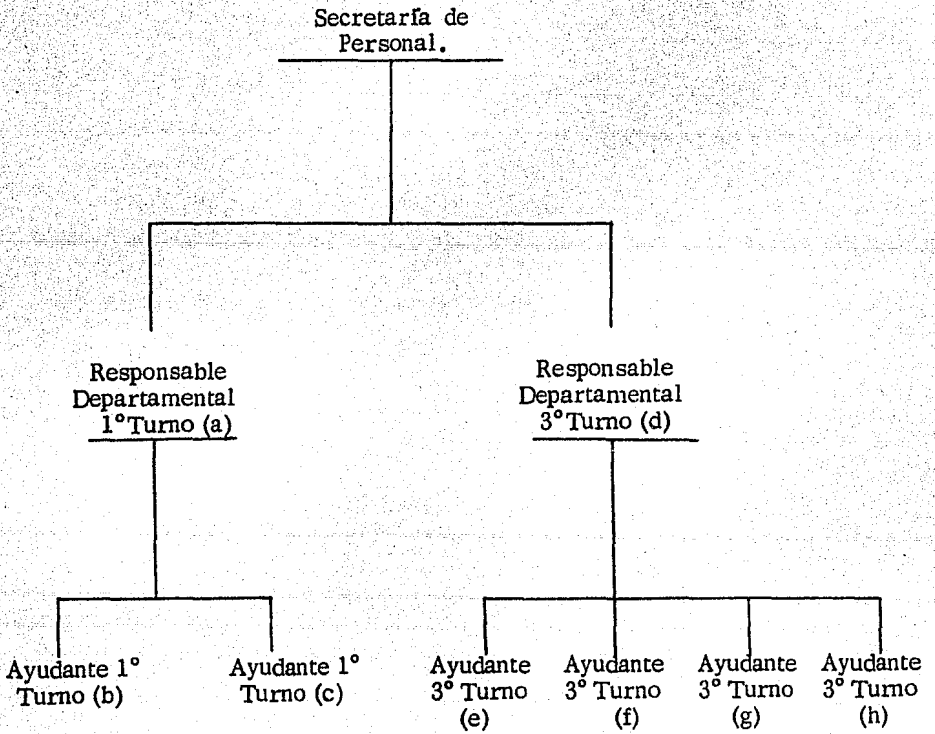 Secretaría de
Personal.
Responsable
Departamental
1° Turno (a)
Responsable
Departamental
3° Turno (d)
Ayudante 1°
Turno (b)
Ayudante 1°
Turno (c)
Ayudante
3° Turno
(e)
Ayudante
3° Turno
(f)
Ayudante
3° Turno
(g)
Ayudante
3° Turno
(h)